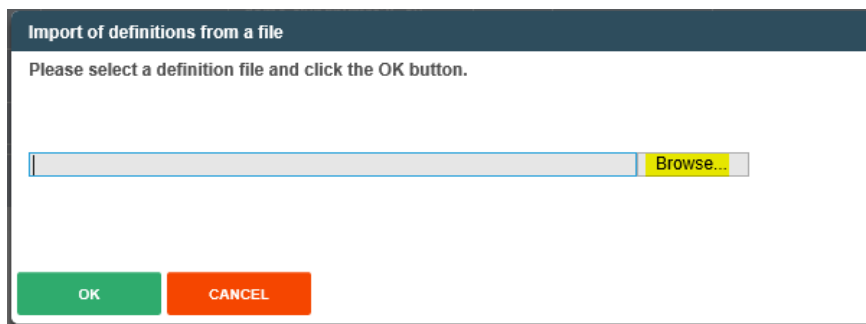 Import of definitions from a file
Please select a definition file and click the OK button.
Browse...
OK
CANCEL